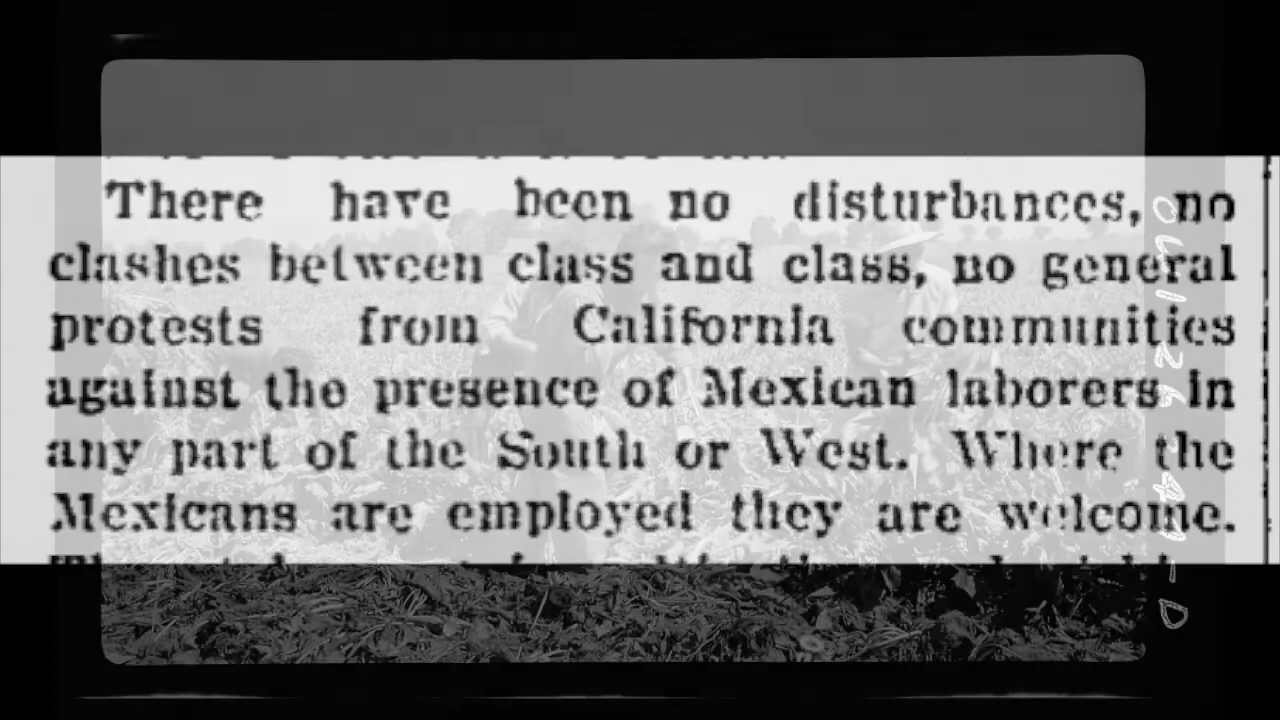 There have been no disturbances, no
clashes between class and class, no general
protests from California communities
against the presence of Mexican laborers in
any part of the South or West. Where the
Mexicans are employed they are welcome.